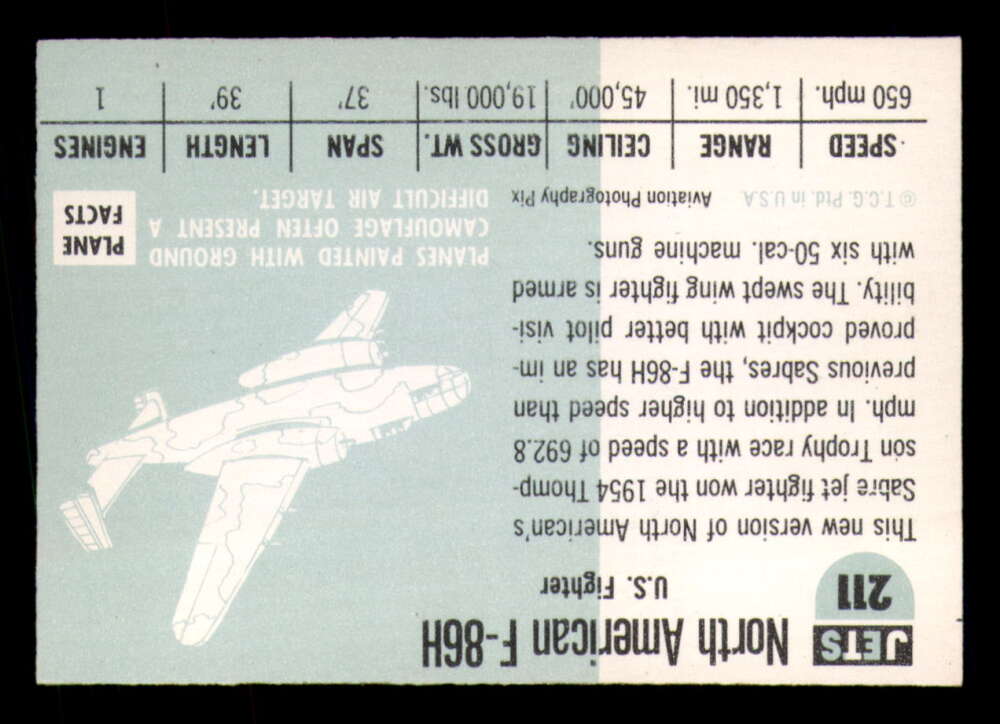 JETS
211
North American F-86H
U.S. Fighter
This new version of North American's
Sabre jet fighter won the 1954 Thomp-
son Trophy race with a speed of 692.8
mph. In addition to higher speed than
previous Sabres, the F-86H has an im-
proved cockpit with better pilot visi-
bility. The swept wing fighter is armed
with six 50-cal. machine guns.
© T.C.G. Ptd. in U.S.A. Aviation Photography Pix
PLANES PAINTED WITH GROUND
CAMOUFLAGE OFTEN PRESENT A
DIFFICULT AIR TARGET.
PLANE
FACTS
SPEED RANGE CEILING GROSS WT. SPAN LENGTH ENGINES
650 mph. 1,350 mi. 45,000' 19,000 lbs. 37' 39' 1